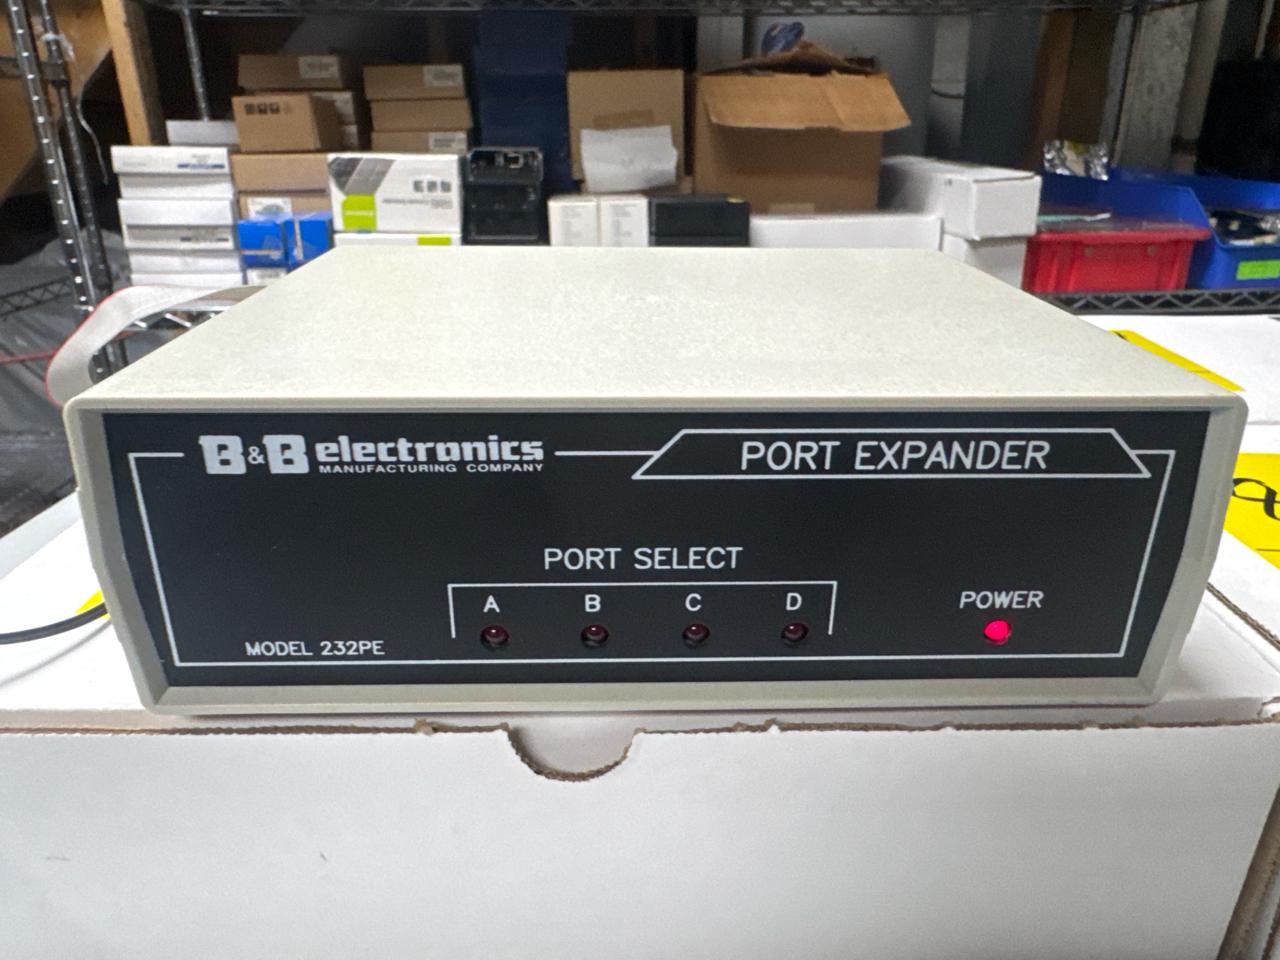 B&B electronics
MANUFACTURING COMPANY
PORT EXPANDER
PORT SELECT
A B C D
POWER
MODEL 232PE